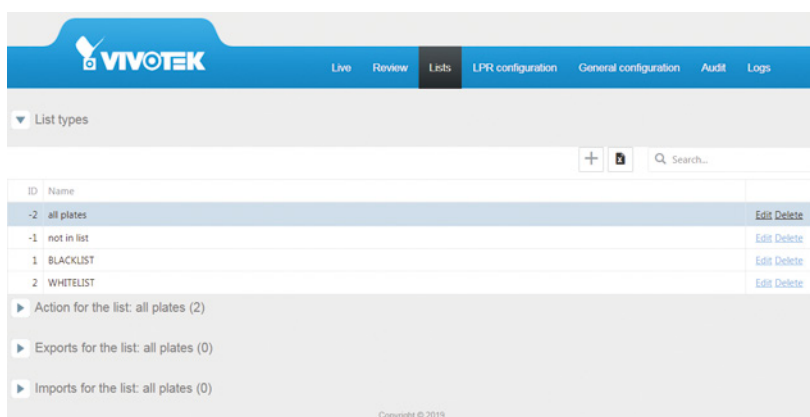 VIVOTEK
Live Review Lists LPR configuration General configuration Audit Logs
List types
Search...
ID Name
-2 all plates Edit Delete
-1 not in list Edit Delete
1 BLACKLIST Edit Delete
2 WHITELIST Edit Delete
Action for the list: all plates (2)
Exports for the list: all plates (0)
Imports for the list: all plates (0)
Copyright © 2019